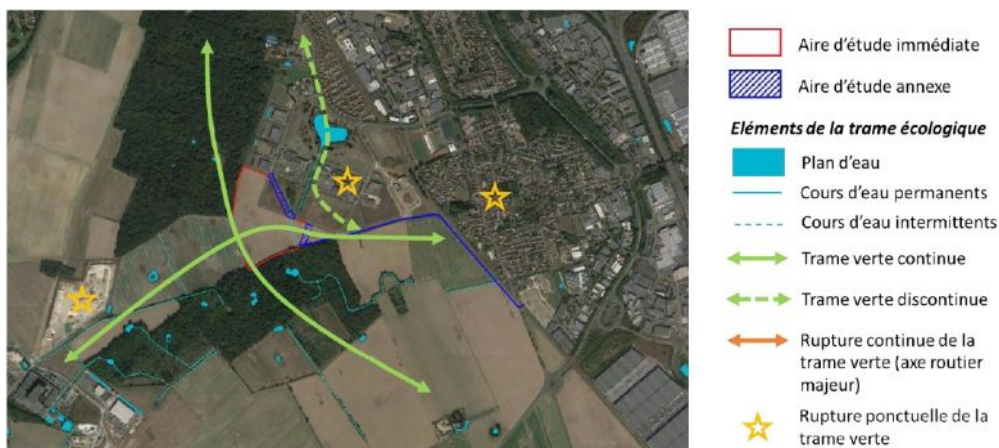 Aire d'étude immédiate
Aire d'étude annexe
Eléments de la trame écologique
Plan d'eau
Cours d'eau permanents
Cours d'eau intermittents
Trame verte continue
Trame verte discontinue
Rupture continue de la
trame verte (axe routier
majeur)
Rupture ponctuelle de la
trame verte